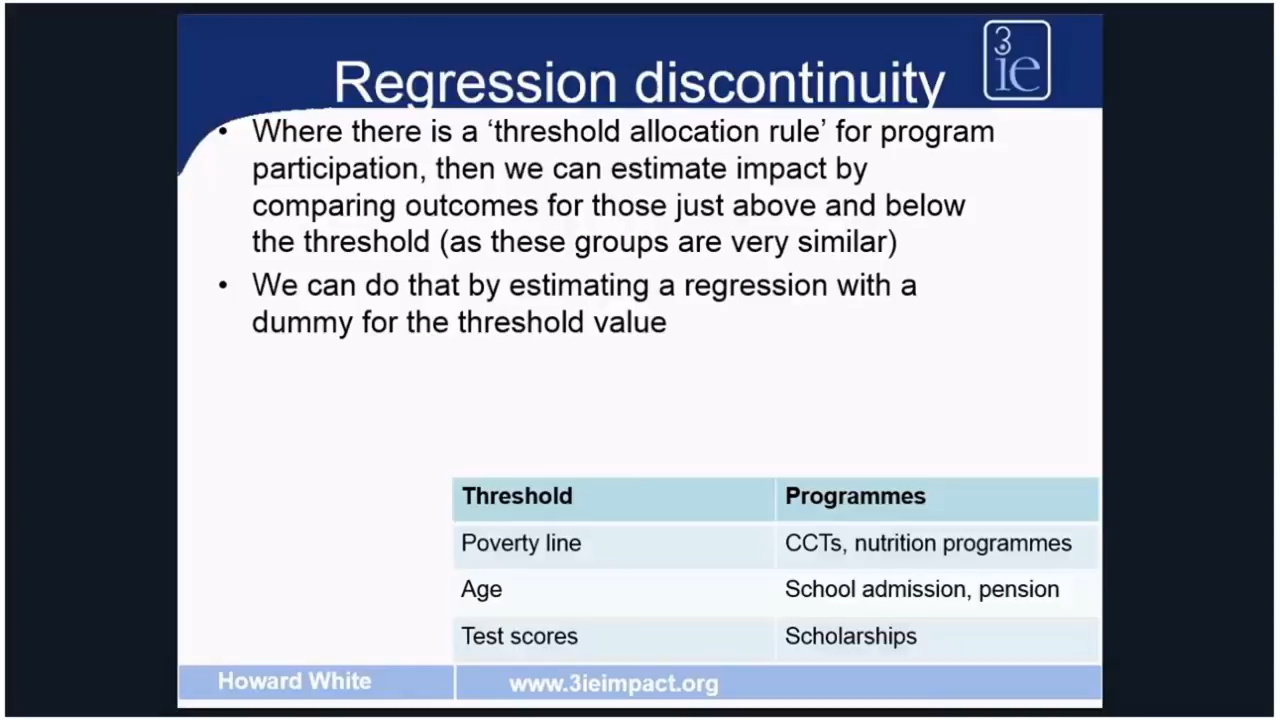 3
ie
Regression discontinuity
• Where there is a ‘threshold allocation rule’ for program
participation, then we can estimate impact by
comparing outcomes for those just above and below
the threshold (as these groups are very similar)
• We can do that by estimating a regression with a
dummy for the threshold value
Threshold Programmes
Poverty line CCTs, nutrition programmes
Age School admission, pension
Test scores Scholarships
Howard White www.3ieimpact.org